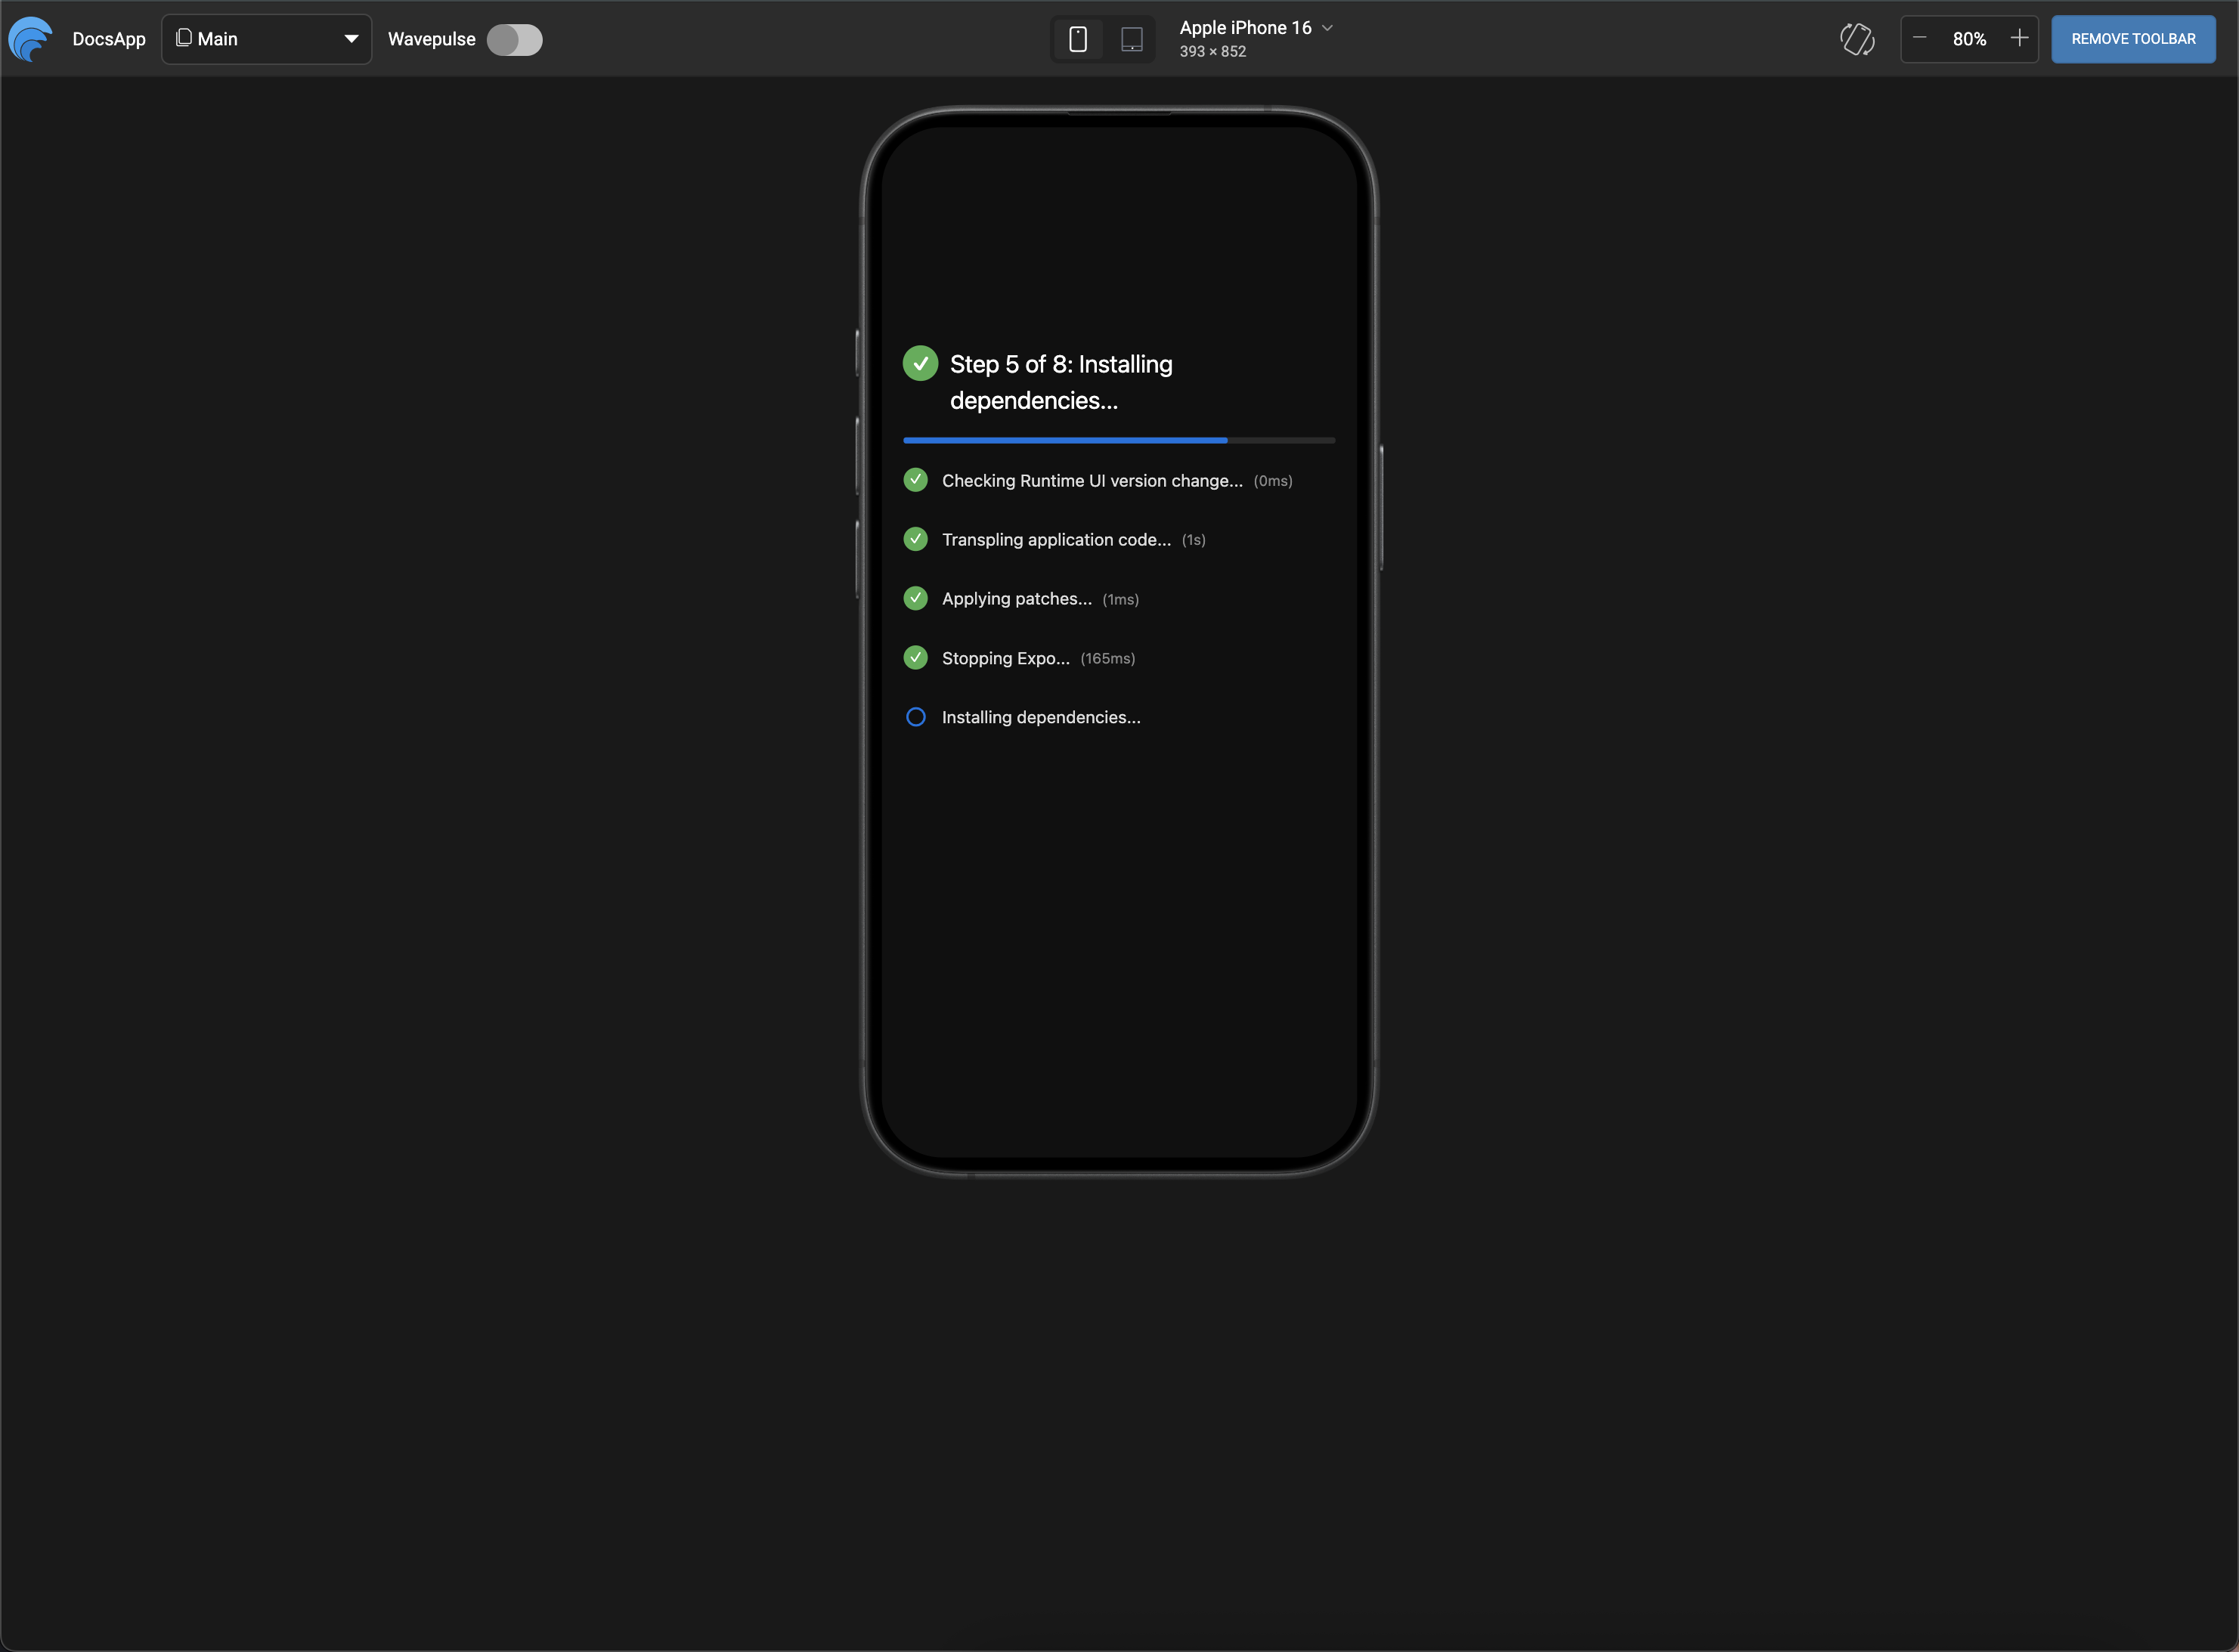 DocsApp
Main
Wavepulse
Apple iPhone 16
393 × 852
80%
REMOVE TOOLBAR
Step 5 of 8: Installing
dependencies...
Checking Runtime UI version change... (0ms)
Transpling application code... (1s)
Applying patches... (1ms)
Stopping Expo... (165ms)
Installing dependencies...